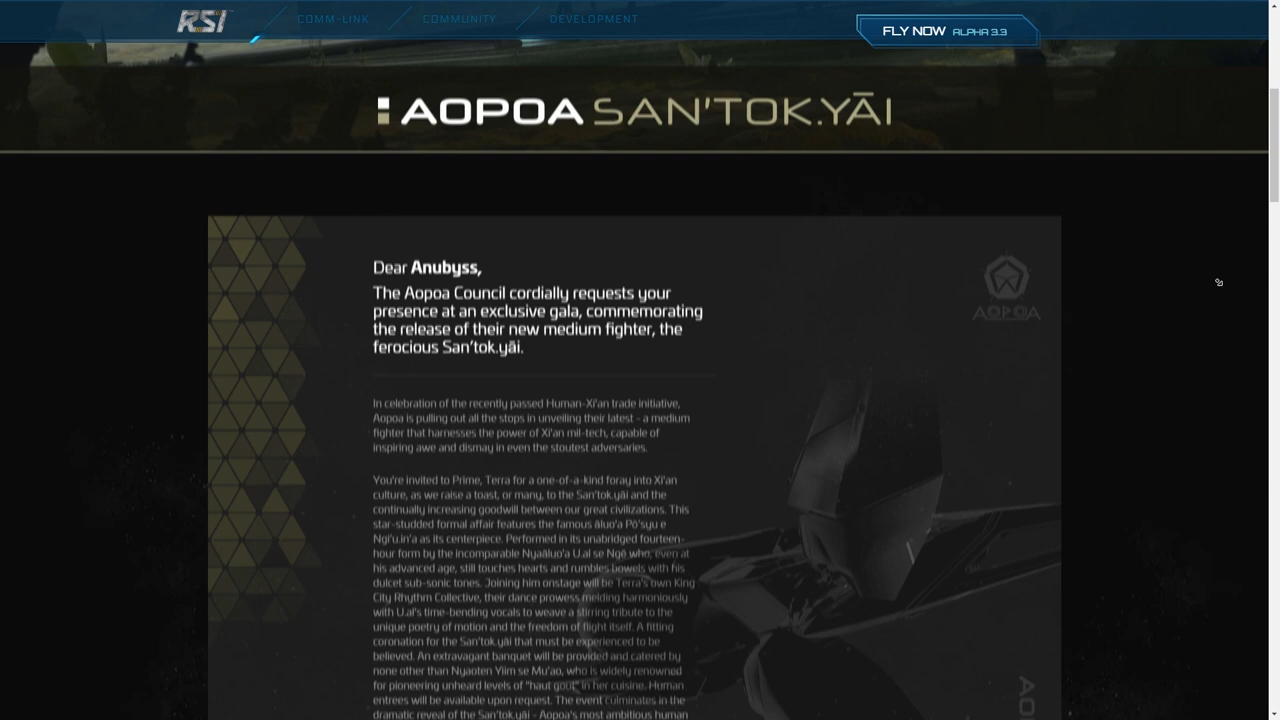 RSI
COMM-LINK
COMMUNITY
DEVELOPMENT
FLY NOW ALPHA 3.3
AOPOA SAN'TOK.YĀI
Dear Anubyss,
The Aopoa Council cordially requests your
presence at an exclusive gala, commemorating
the release of their new medium fighter, the
ferocious San'tok.yāi.
AOPOA
In celebration of the recently passed Human-Xi'an trade initiative,
Aopoa is pulling out all the stops in unveiling their latest - a medium
fighter that harnesses the power of Xi'an mil-tech, capable of
inspiring awe and dismay in even the stoutest adversaries.
You're invited to Prime, Terra for a one-of-a-kind foray into Xi'an
culture, as we raise a toast, or many, to the San'tok.yāi and the
continually increasing goodwill between our great civilizations. This
star-studded formal affair features the famous āluo'a Pō'syu e
Ngi'u.in'a as its centerpiece. Performed in its unabridged fourteen-
hour form by the incomparable Nyaāluo'a U.al se Ngē who, even at
his advanced age, still touches hearts and rumbles bowels with his
dulcet sub-sonic tones. Joining him onstage will be Terra's own King
City Rhythm Collective, their dance prowess melding harmoniously
with U.al's time-bending vocals to weave a stirring tribute to the
unique poetry of motion and the freedom of flight itself. A fitting
coronation for the San'tok.yāi that must be experienced to be
believed. An extravagant banquet will be provided and catered by
none other than Nyaoten Yiim se Mu'ao, who is widely renowned
for pioneering unheard levels of "haut goût" in her cuisine. Human
entrees will be available upon request. The event culminates in the
dramatic reveal of the San'tok.yāi - Aopoa's most ambitious human
AO